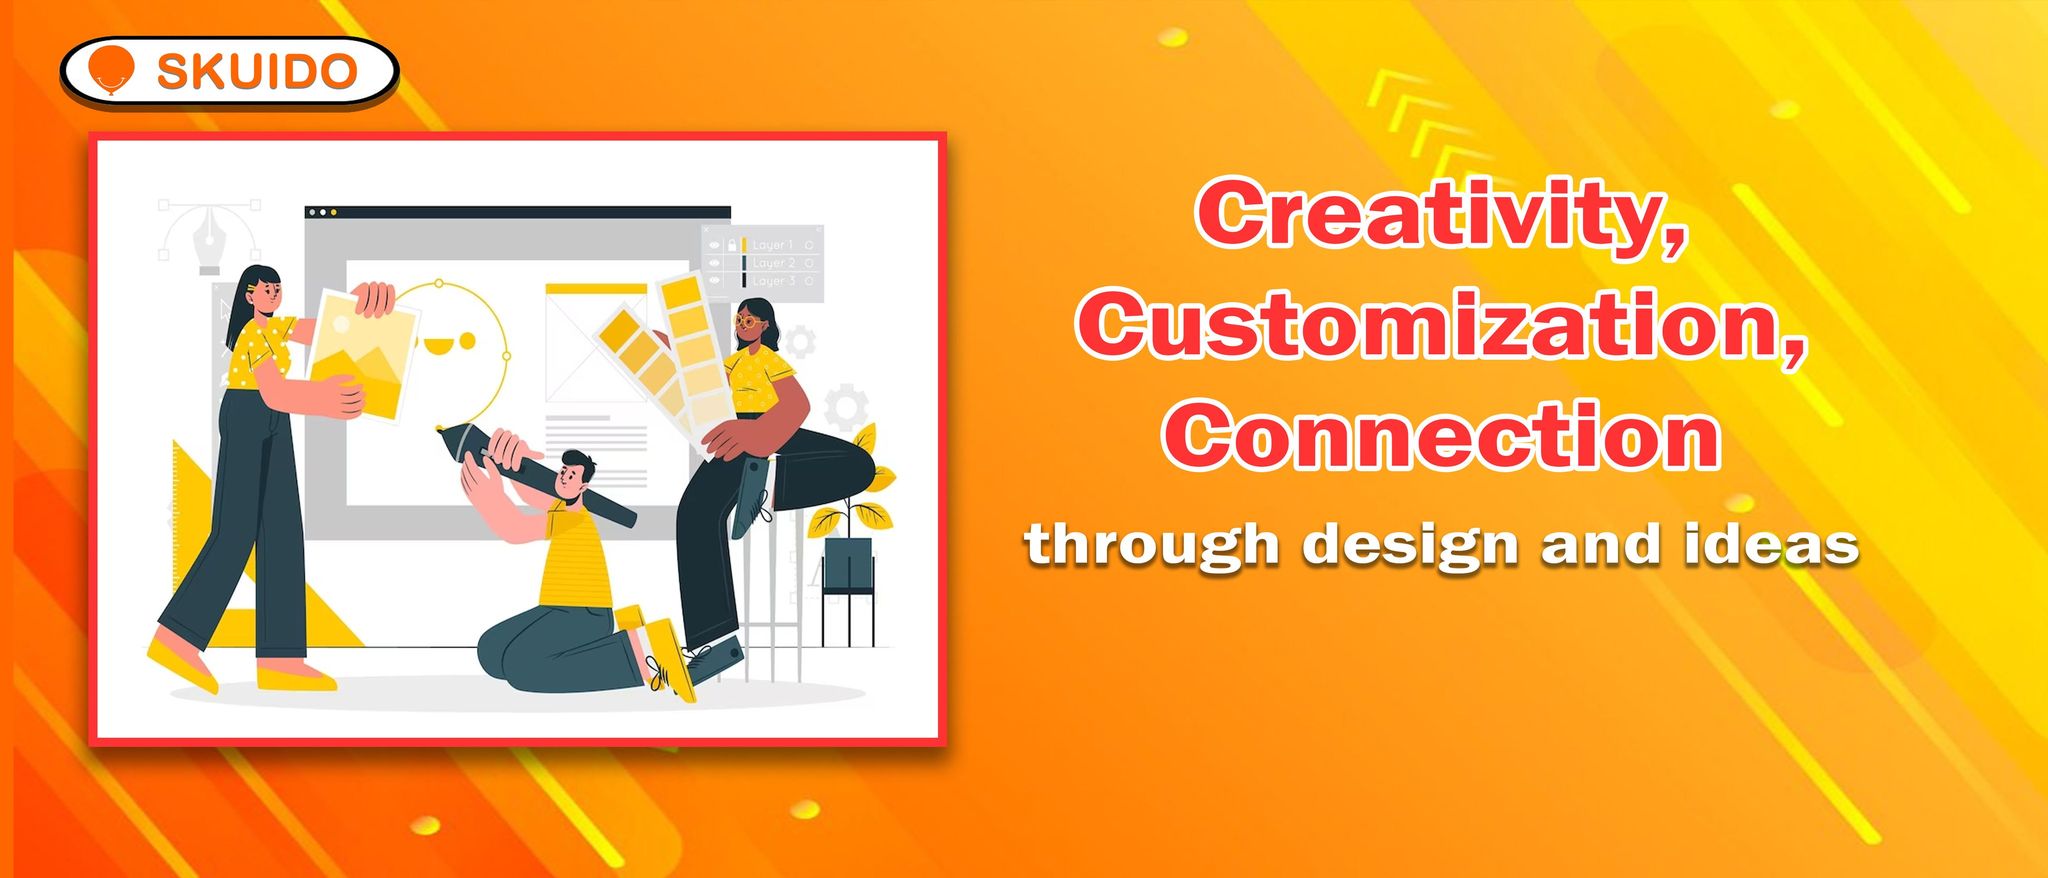 SKUIDO
Layer 1
Layer 2
Layer 3
Creativity,
Customization,
Connection
through design and ideas